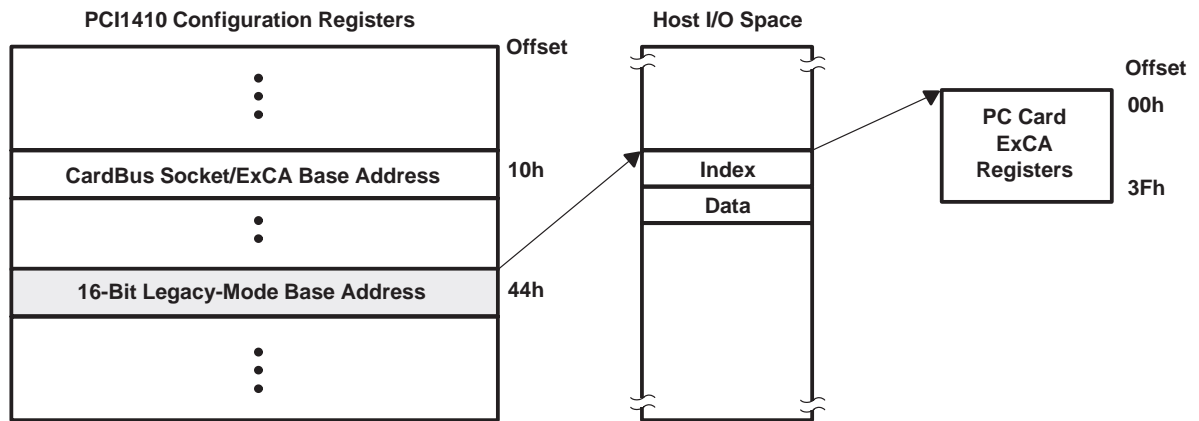 PCI1410 Configuration Registers
Offset
CardBus Socket/ExCA Base Address
10h
16-Bit Legacy-Mode Base Address
44h
Host I/O Space
Index
Data
Offset
PC Card
ExCA
Registers
00h
3Fh